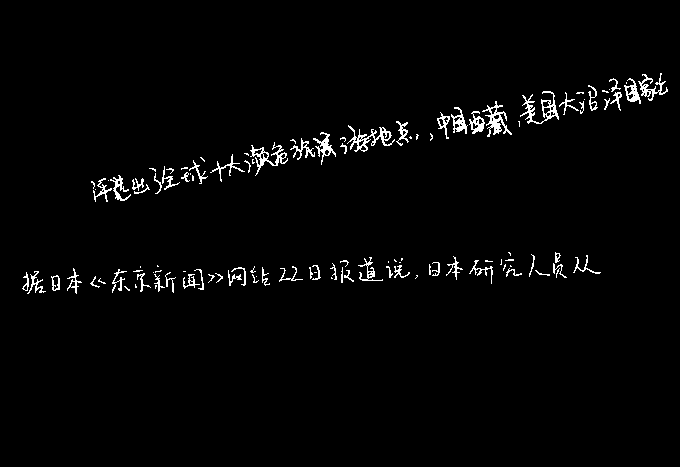 评选出了全球十大濒危旅游地点,,中国西藏,美国大沼泽国家
据日本《东京新闻》网站22日报道说,日本研究人员从